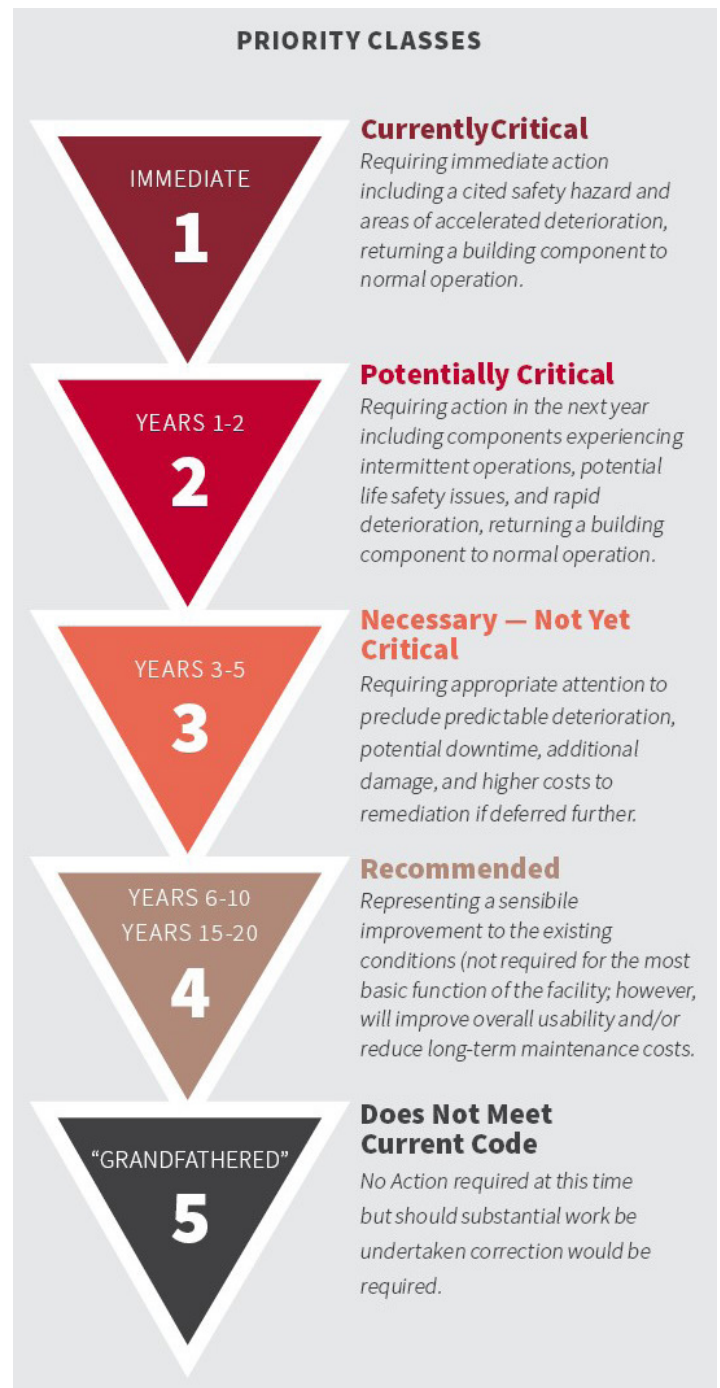 PRIORITY CLASSES
IMMEDIATE
1
Currently Critical
Requiring immediate action
including a cited safety hazard and
areas of accelerated deterioration,
returning a building component to
normal operation.
YEARS 1-2
2
Potentially Critical
Requiring action in the next year
including components experiencing
intermittent operations, potential
life safety issues, and rapid
deterioration, returning a building
component to normal operation.
YEARS 3-5
3
Necessary — Not Yet
Critical
Requiring appropriate attention to
preclude predictable deterioration,
potential downtime, additional
damage, and higher costs to
remediation if deferred further.
YEARS 6-10
YEARS 15-20
4
Recommended
Representing a sensibile
improvement to the existing
conditions (not required for the most
basic function of the facility; however,
will improve overall usability and/or
reduce long-term maintenance costs.
“GRANDFATHERED”
5
Does Not Meet
Current Code
No Action required at this time
but should substantial work be
undertaken correction would be
required.